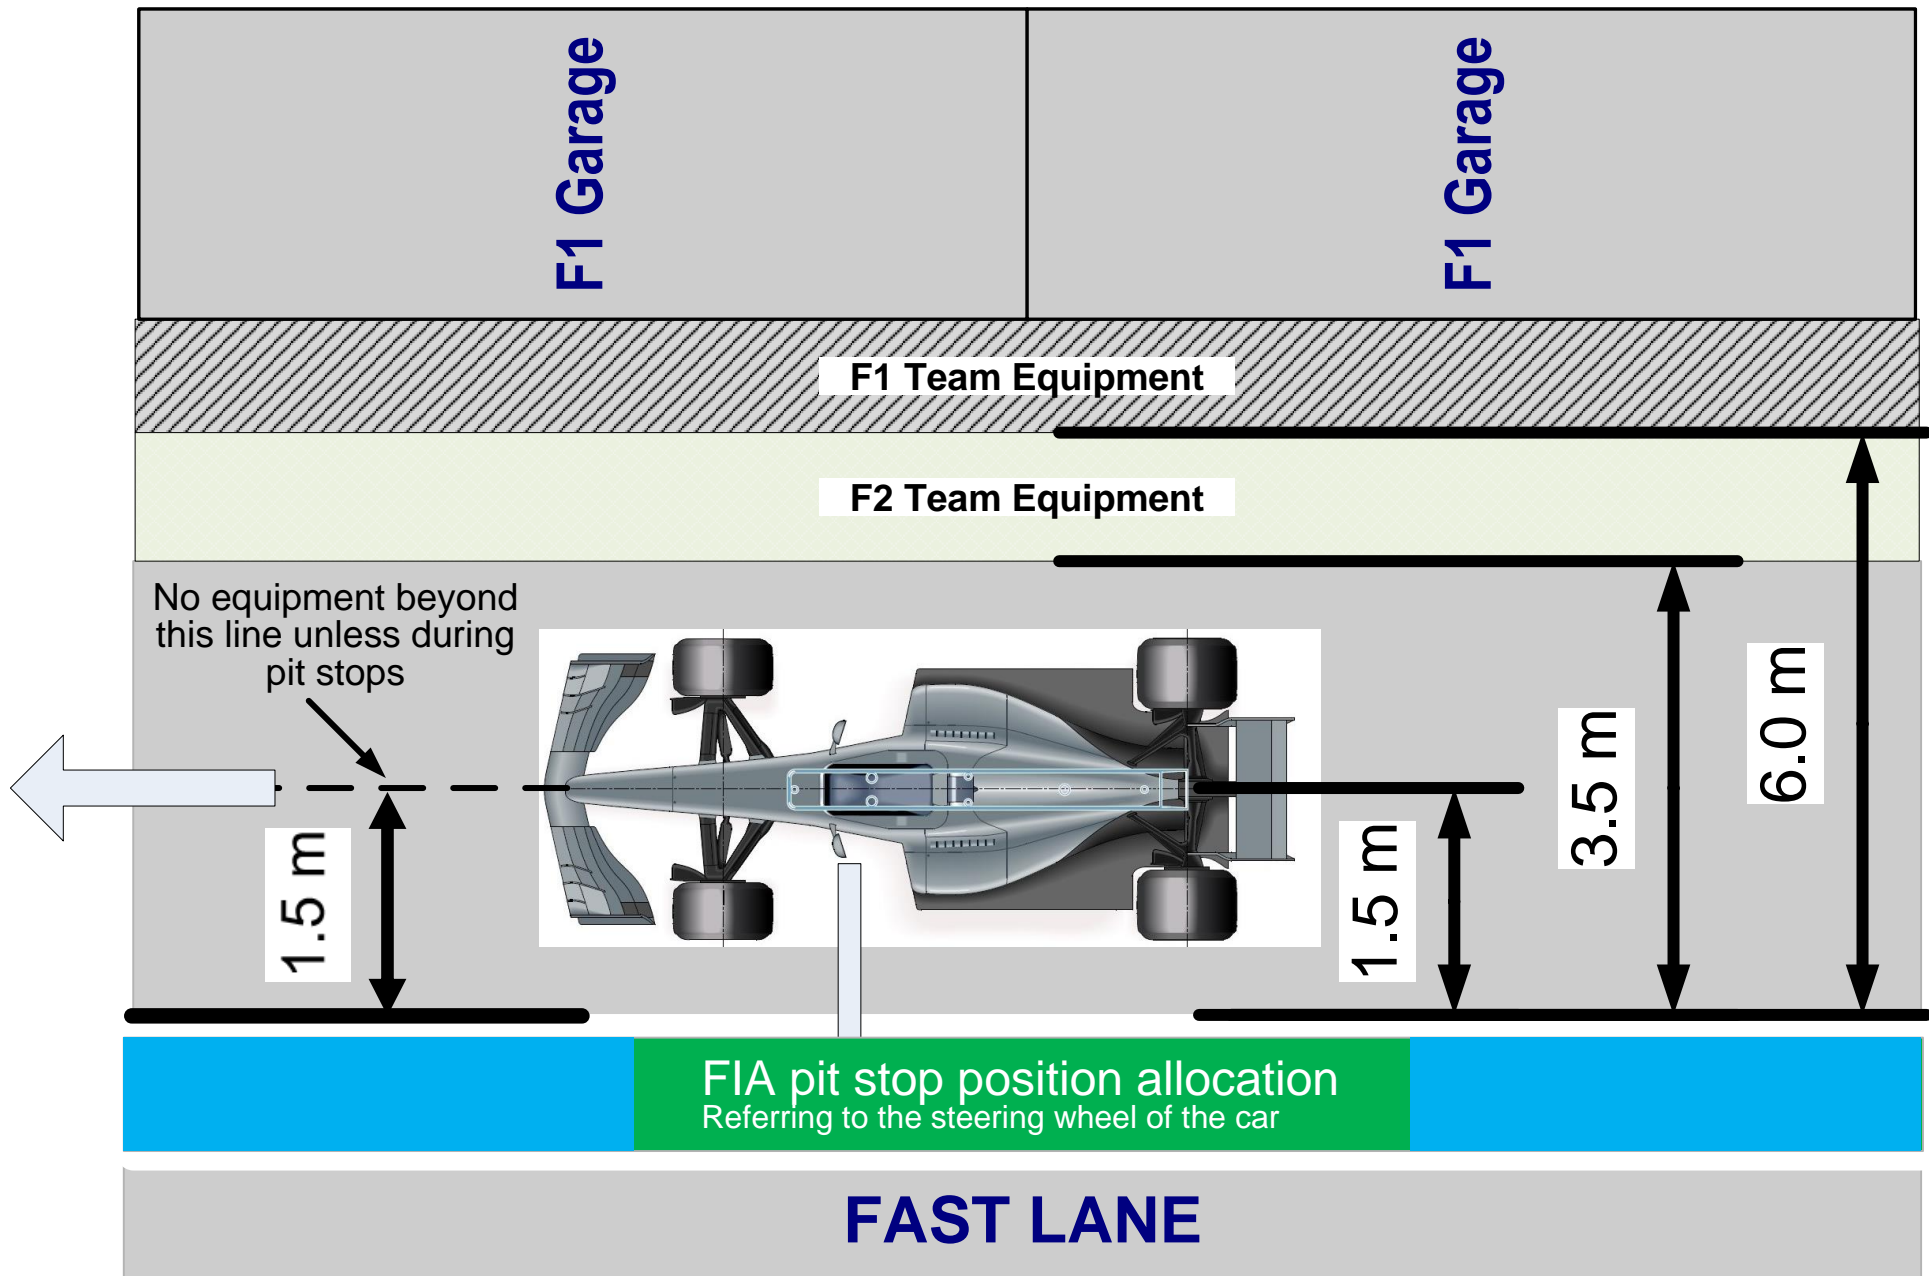 F1 Garage
F1 Garage
F1 Team Equipment
F2 Team Equipment
No equipment beyond
this line unless during
pit stops
1.5 m
1.5 m
3.5 m
6.0 m
FIA pit stop position allocation
Referring to the steering wheel of the car
FAST LANE